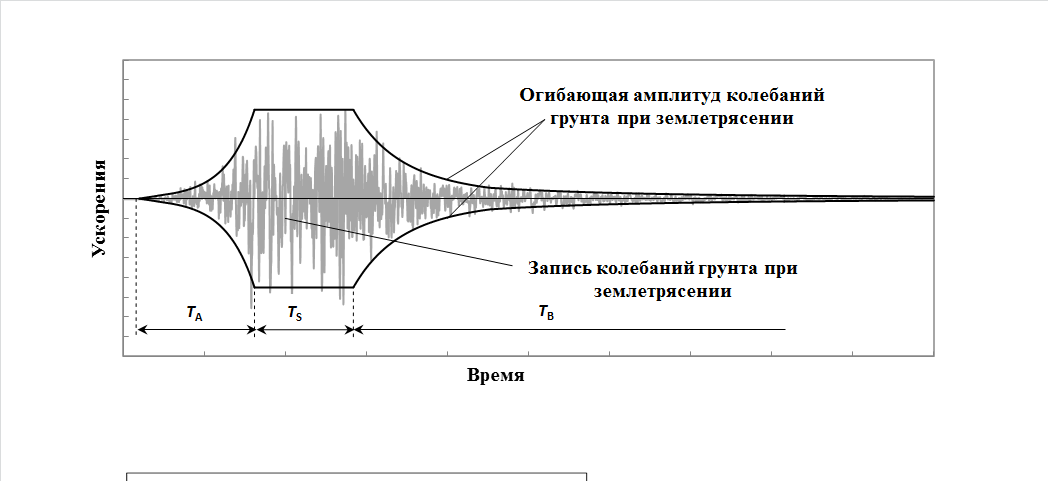 Огибающая амплитуд колебаний
грунта при землетрясении
Ускорения
Запись колебаний грунта при
землетрясении
TA
TS
TB
Время